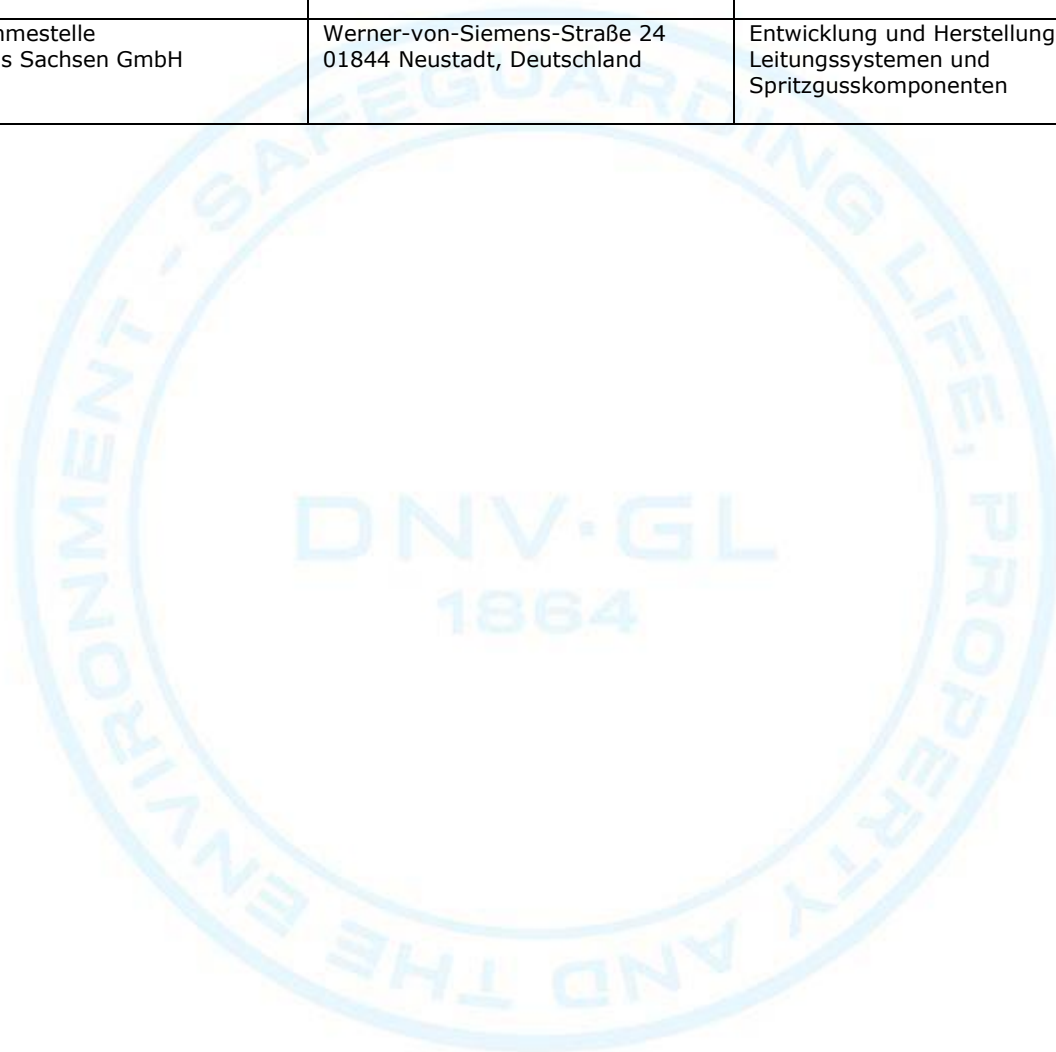 nmestelle
s Sachsen GmbH
Werner-von-Siemens-Straße 24
01844 Neustadt, Deutschland
Entwicklung und Herstellung
Leitungssystemen und
Spritzgusskomponenten
SAFEGUARDING LIFE, PROPERTY AND THE ENVIRONMENT -
DNV·GL
1864